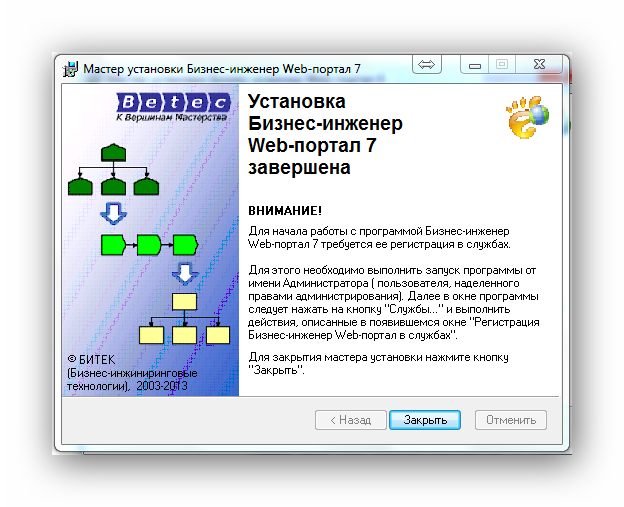 Мастер установки Бизнес-инженер Web-портал 7
Betec
К Вершинам Мастерства
Установка
Бизнес-инженер
Web-портал 7
завершена
ВНИМАНИЕ!
Для начала работы с программой Бизнес-инженер
Web-портал 7 требуется ее регистрация в службах.
Для этого необходимо выполнить запуск программы от
имени Администратора ( пользователя, наделенного
правами администрирования). Далее в окне программы
следует нажать на кнопку "Службы..." и выполнить
действия, описанные в появившемся окне "Регистрация
Бизнес-инженер Web-портал в службах".
Для закрытия мастера установки нажмите кнопку
"Закрыть".
© БИТЕК
(Бизнес-инжиниринговые
технологии), 2003-2013
< Назад
Закрыть
Отменить